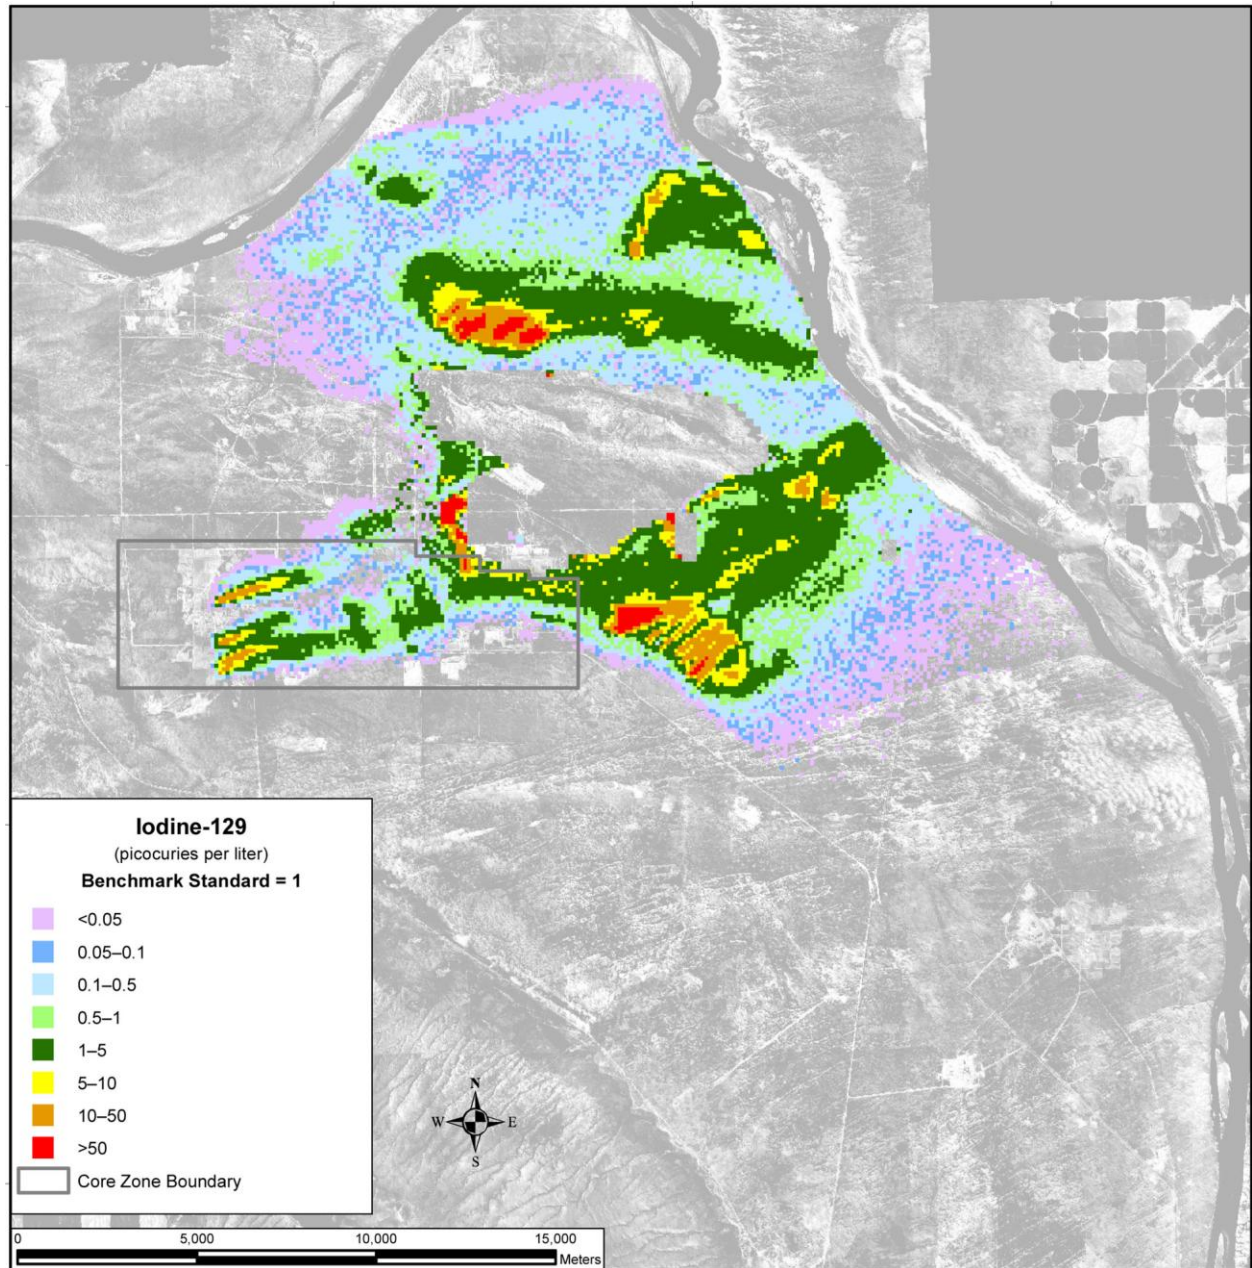 Iodine-129
(picocuries per liter)
Benchmark Standard = 1
<0.05
0.05–0.1
0.1–0.5
0.5–1
1–5
5–10
10–50
>50
Core Zone Boundary
N
W E
S
0 5,000 10,000 15,000
Meters